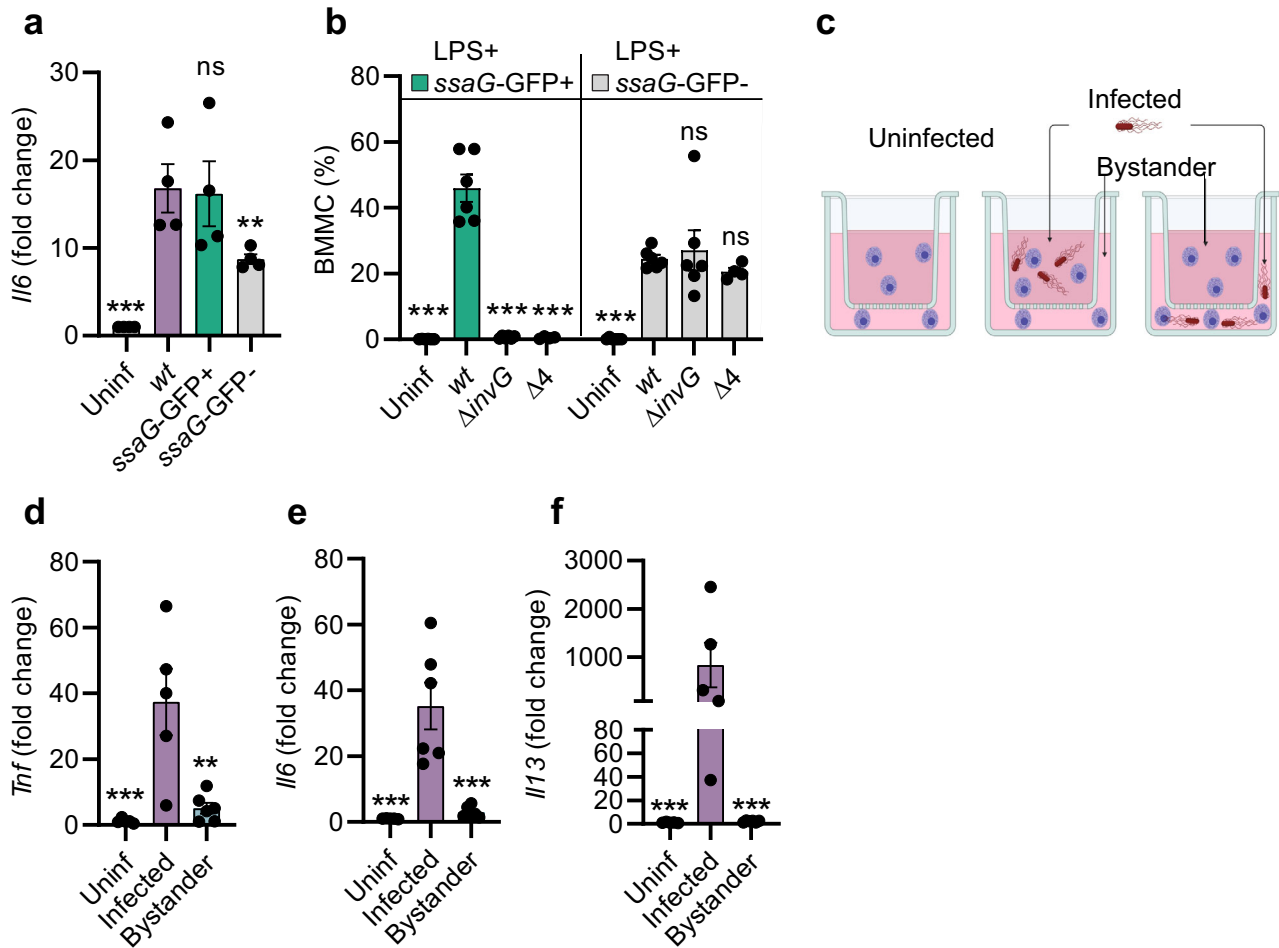 a
Il6 (fold change)
30
20
10
0
ns
**
***
Uninf
wt
ssaG-GFP+
ssaG-GFP-
b
BMMC (%)
80
60
40
20
0
LPS+
ssaG-GFP+
LPS+
ssaG-GFP-
***
***
***
***
ns
ns
Uninf
wt
ΔinvG
Δ4
Uninf
wt
ΔinvG
Δ4
c
Infected
Uninfected
Bystander
d
Tnf (fold change)
80
60
40
20
0
***
**
Uninf
Infected
Bystander
e
Il6 (fold change)
80
60
40
20
0
***
***
Uninf
Infected
Bystander
f
Il13 (fold change)
3000
2000
1000
80
60
40
20
0
***
***
Uninf
Infected
Bystander